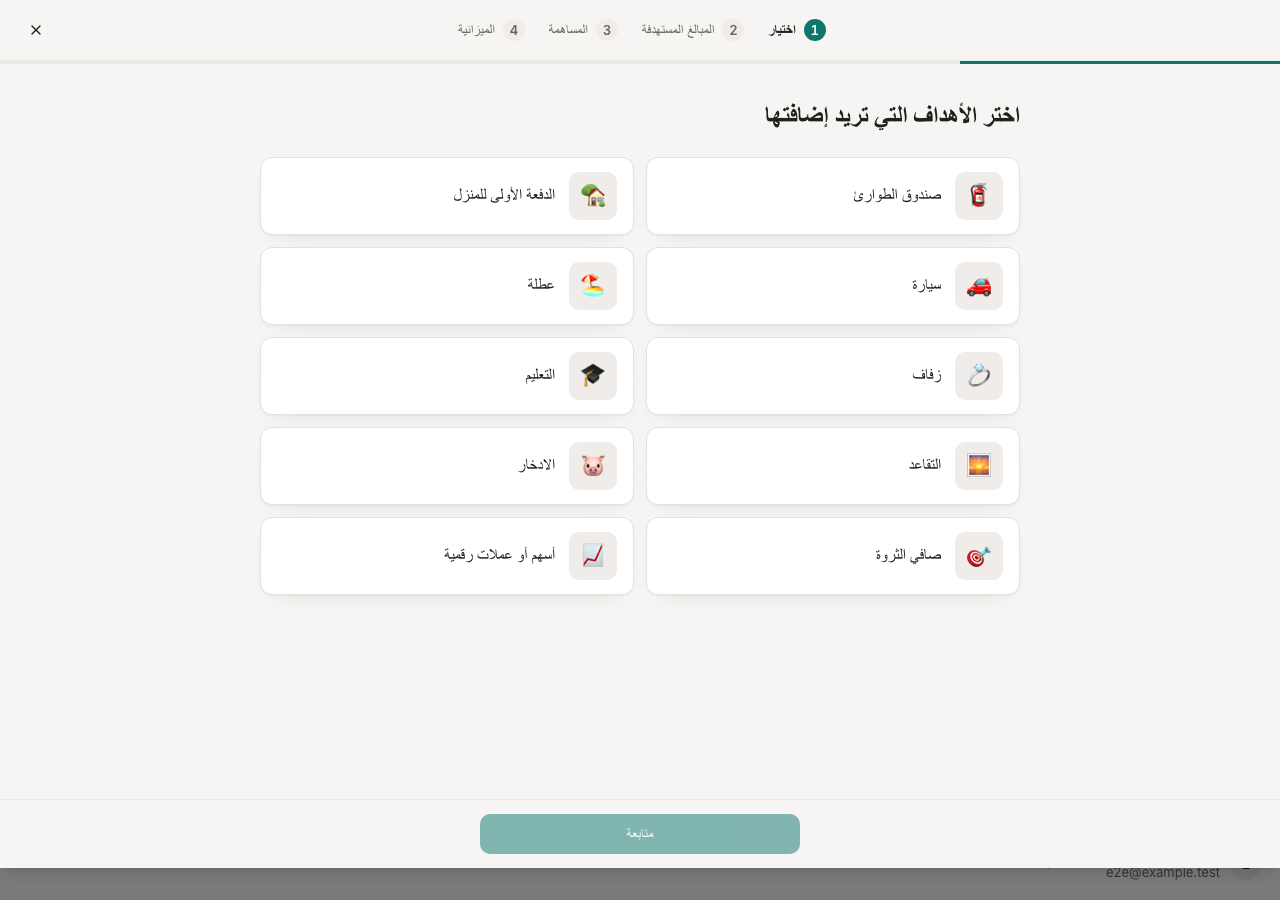 1 اختيار 2 المبالغ المستهدفة 3 المساهمة 4 الميزانية
اختر الأهداف التي تريد إضافتها
صندوق الطوارئ
الدفعة الأولى للمنزل
سيارة
عطلة
زفاف
التعليم
التقاعد
الادخار
صافي الثروة
أسهم أو عملات رقمية
متابعة
e2e@example.test